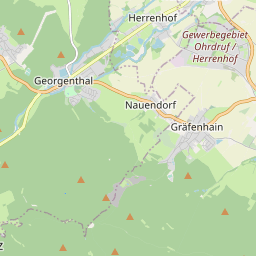 Herrenhof
Gewerbegebiet
Ohrdruf /
Herrenhof
Georgenthal
Nauendorf
Gräfenhain
z